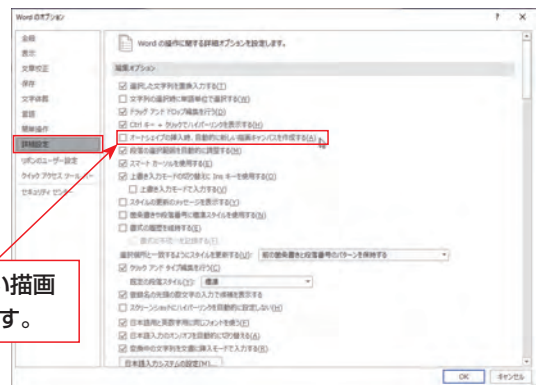 Word のオプション
? ×
全般
表示
文章校正
保存
文字体裁
言語
簡単操作
詳細設定
リボンのユーザー設定
クイック アクセス ツール バー
セキュリティ センター
Word の操作に関する詳細オプションを設定します。
編集オプション
選択した文字列を置換入力する(T)
文字列の選択時に単語単位で選択する(W)
ドラッグ アンド ドロップ編集を行う(D)
Ctrl キー + クリックでハイパーリンクを表示する(H)
オートシェイプの挿入時、自動的に新しい描画キャンバスを作成する(A)
段落の選択範囲を自動的に調整する(M)
スマート カーソルを使用する(E)
上書き入力モードの切り替えに Ins キーを使用する(O)
上書き入力モードで入力する(V)
スタイルの更新のメッセージを表示する(Y)
箇条書きや段落番号に標準スタイルを使用する(N)
書式の履歴を維持する(E)
選択箇所と一致するようにスタイルを更新する(U): 前の箇条書きと段落番号のパターンを保持する
クリック アンド タイプ編集を行う(C)
既定の段落スタイル(Y): 標準
登録名の先頭の数文字の入力で候補を表示する
スクリーンショットにハイパーリンクを自動的に設定しない(H)
日本語用と英数字用に同じフォントを使う(F)
日本語入力のオン/オフを自動的に切り替える(A)
変換中の文字列を文書に挿入モードで入力する(R)
日本語入力システムの設定(M)...
い描画
す。
OK キャンセル